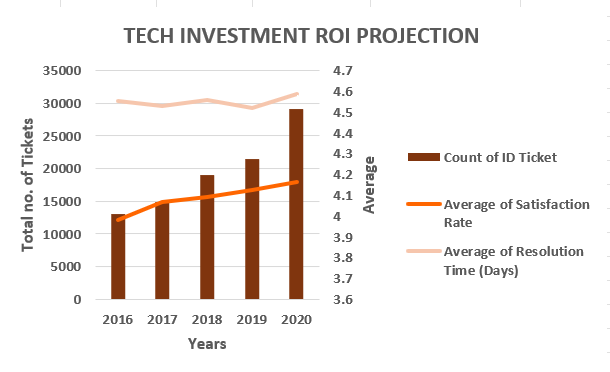 TECH INVESTMENT ROI PROJECTION
35000
30000
25000
20000
15000
10000
5000
0
Total no. of Tickets
4.7
4.6
4.5
4.4
4.3
4.2
4.1
4
3.9
3.8
3.7
3.6
Average
2016 2017 2018 2019 2020
Years
Count of ID Ticket
Average of Satisfaction
Rate
Average of Resolution
Time (Days)